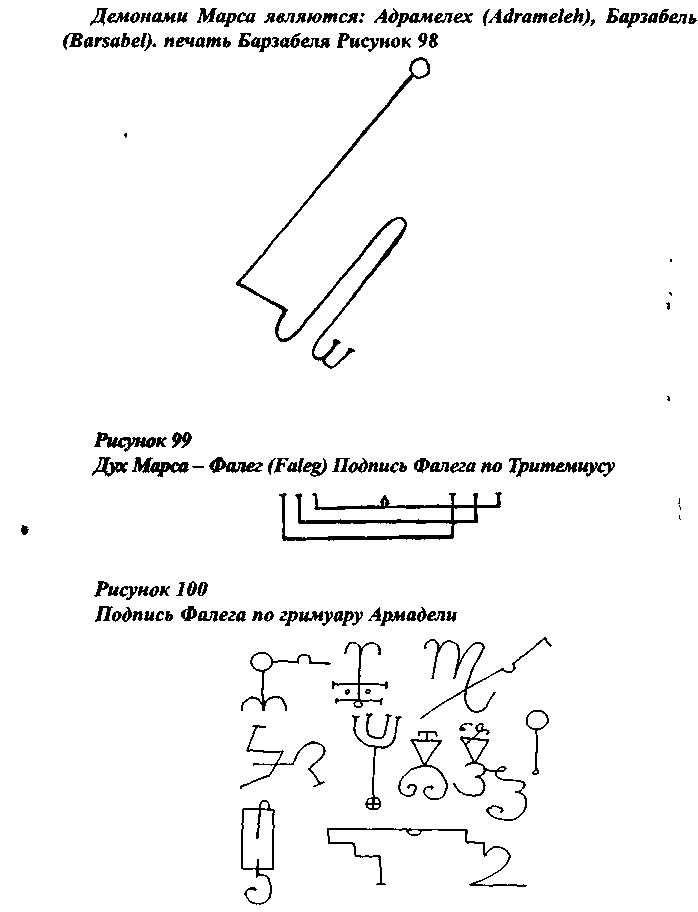 Демонами Марса являются: Адрамелех (Adrameleh), Барзабель
(Barsabel). печать Барзабеля Рисунок 98
Рисунок 99
Дух Марса – Фалег (Faleg) Подпись Фалега по Тритемиусу
Рисунок 100
Подпись Фалега по гримуару Армадели